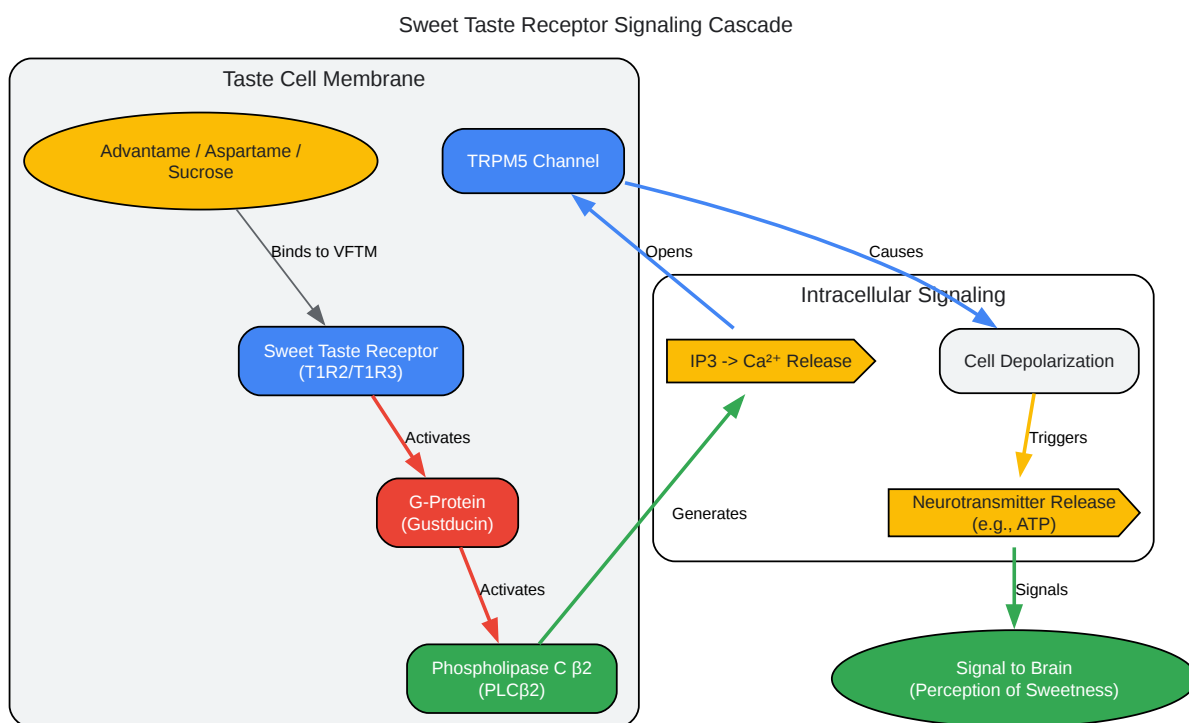 Sweet Taste Receptor Signaling Cascade
Taste Cell Membrane
Advantame / Aspartame /
Sucrose
TRPM5 Channel
Binds to VFTM
Opens
Causes
Intracellular Signaling
Sweet Taste Receptor
(T1R2/T1R3)
IP3 -> Ca²⁺ Release
Cell Depolarization
Activates
Triggers
G-Protein
(Gustducin)
Generates
Neurotransmitter Release
(e.g., ATP)
Activates
Signals
Phospholipase C β2
(PLCβ2)
Signal to Brain
(Perception of Sweetness)